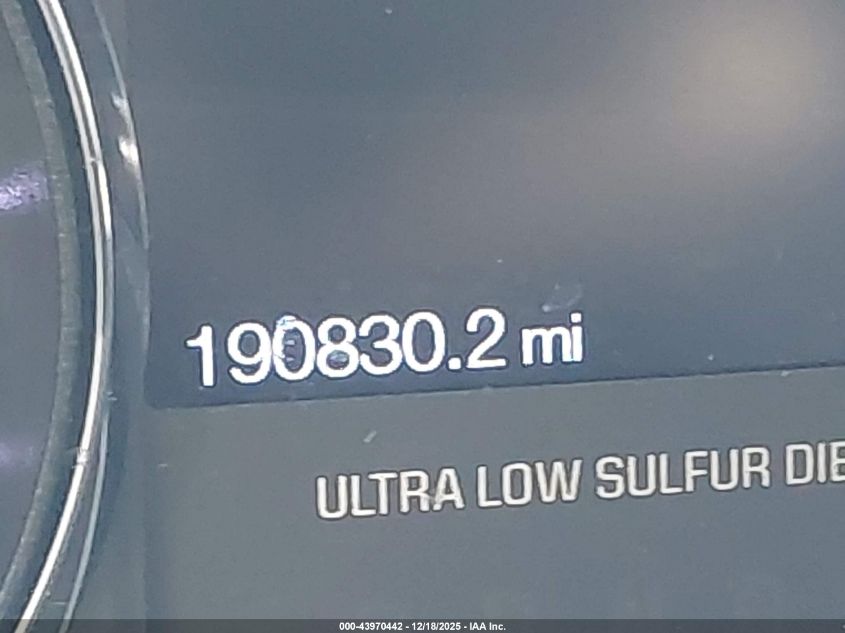 190830.2 mi
ULTRA LOW SULFUR DIE
000-43970442 - 12/18/2025 - IAA Inc.